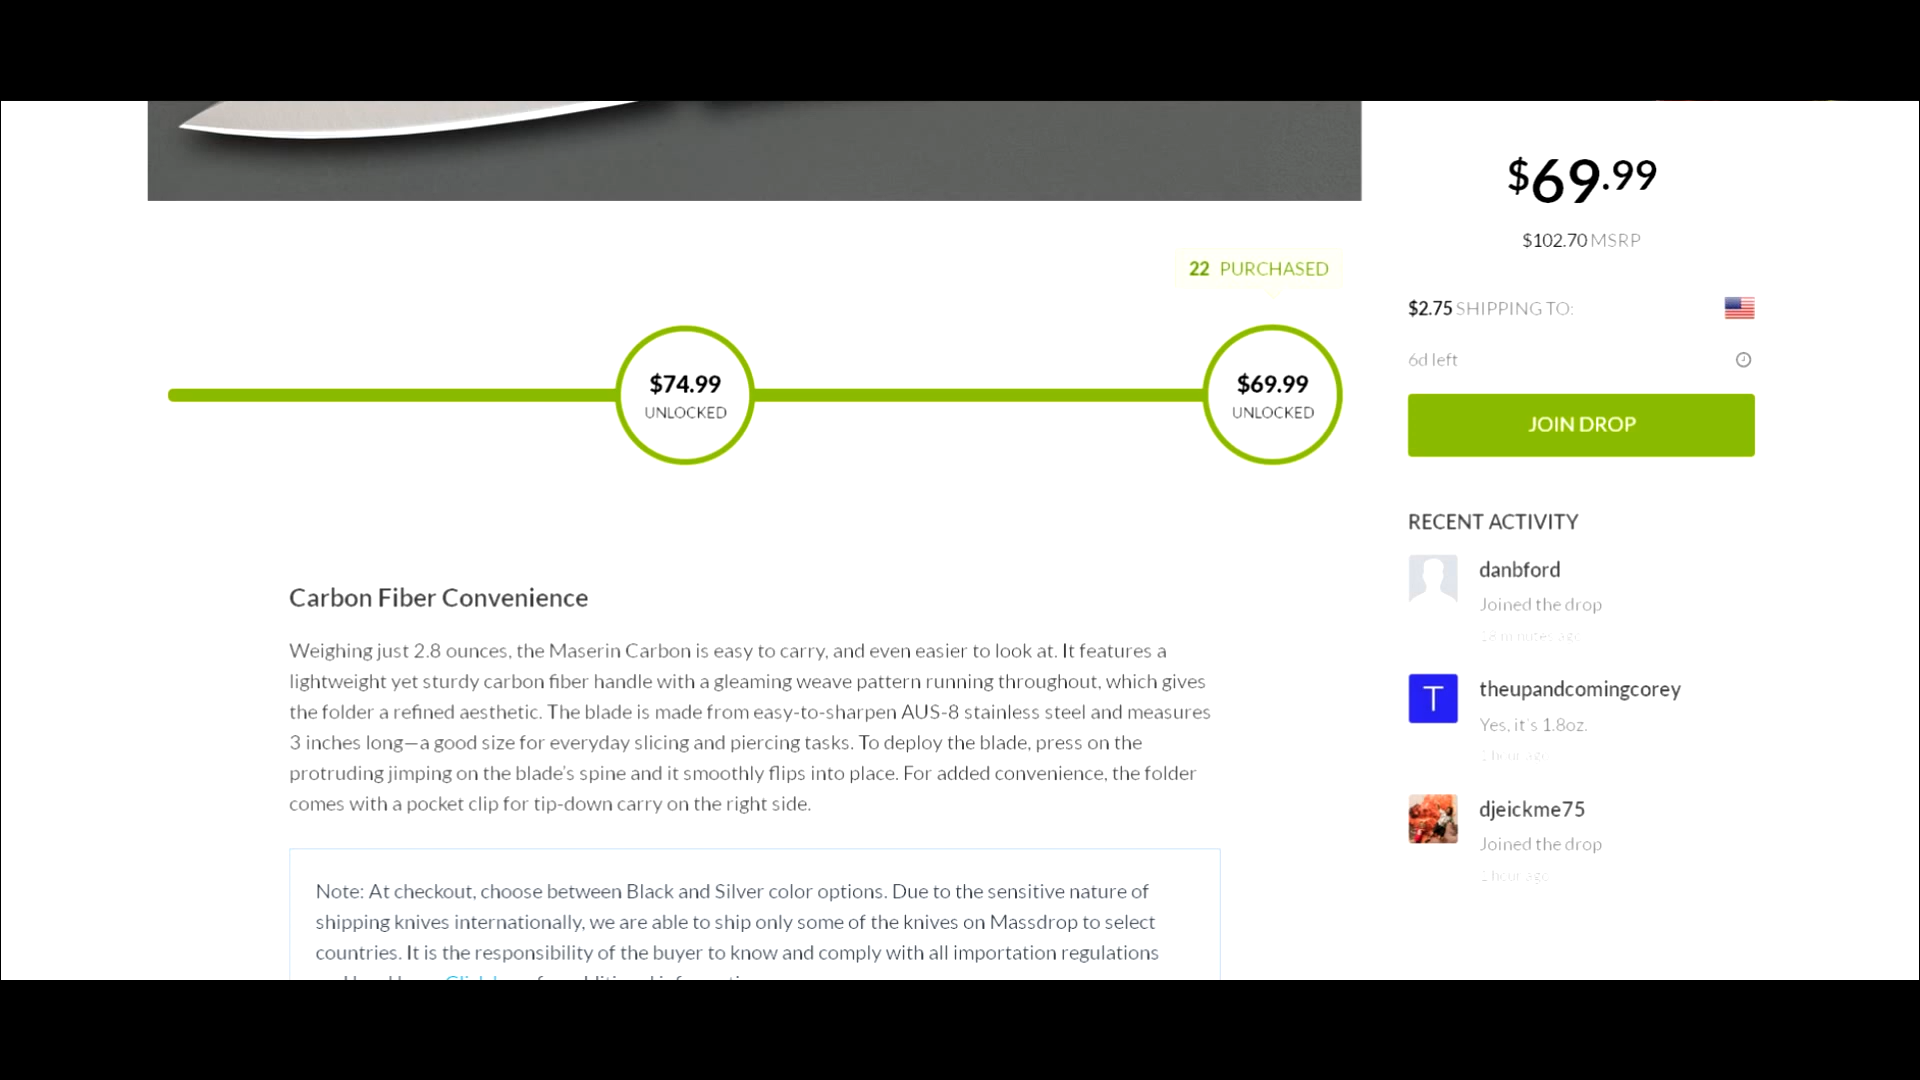 $69.99
$102.70 MSRP
22 PURCHASED
$2.75 SHIPPING TO:
6d left
$74.99
UNLOCKED
$69.99
UNLOCKED
JOIN DROP
RECENT ACTIVITY
danbford
Joined the drop
theupandcomingcorey
Yes, it's 1.8oz.
djeickme75
Joined the drop
Carbon Fiber Convenience
Weighing just 2.8 ounces, the Maserin Carbon is easy to carry, and even easier to look at. It features a
lightweight yet sturdy carbon fiber handle with a gleaming weave pattern running throughout, which gives
the folder a refined aesthetic. The blade is made from easy-to-sharpen AUS-8 stainless steel and measures
3 inches long—a good size for everyday slicing and piercing tasks. To deploy the blade, press on the
protruding jimping on the blade's spine and it smoothly flips into place. For added convenience, the folder
comes with a pocket clip for tip-down carry on the right side.
Note: At checkout, choose between Black and Silver color options. Due to the sensitive nature of
shipping knives internationally, we are able to ship only some of the knives on Massdrop to select
countries. It is the responsibility of the buyer to know and comply with all importation regulations
T